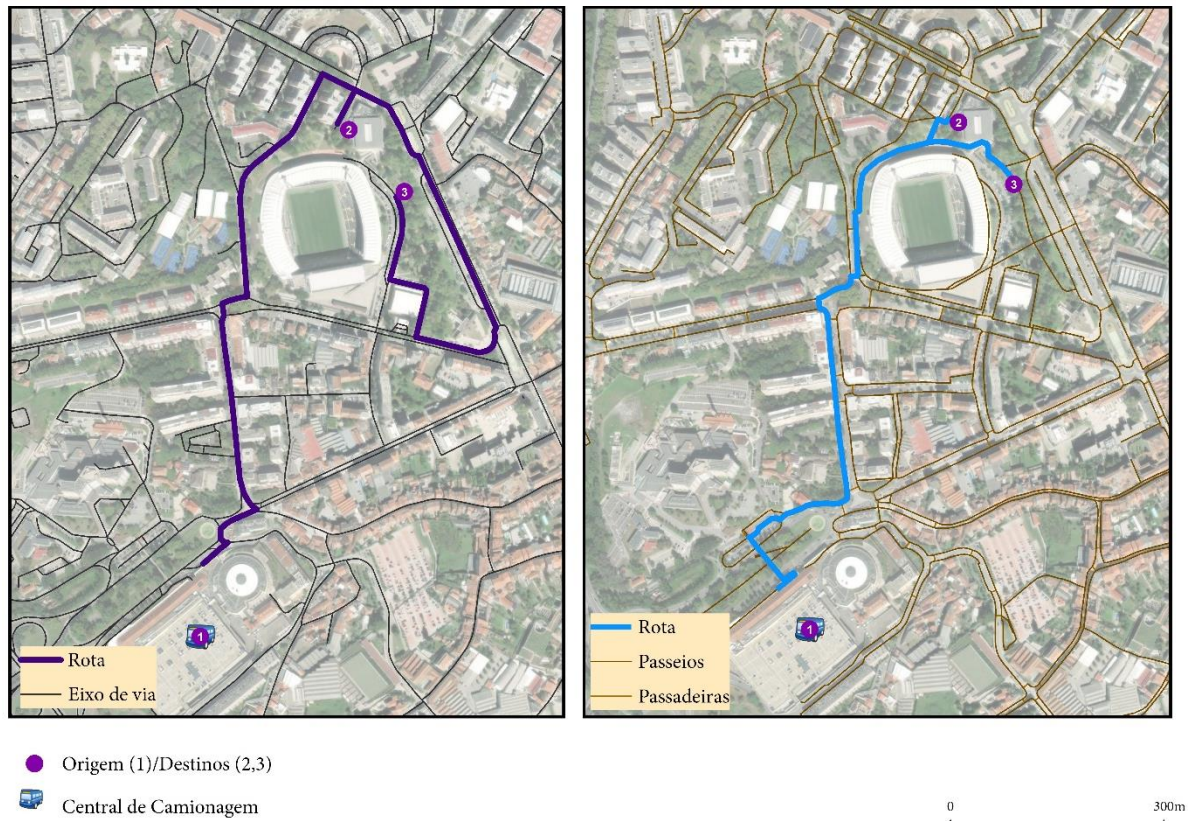 2
3
1
Rota
Eixo de via
2
3
1
Rota
Passeios
Passadeiras
Origem (1)/Destinos (2,3)
Central de Camionagem
0 300m